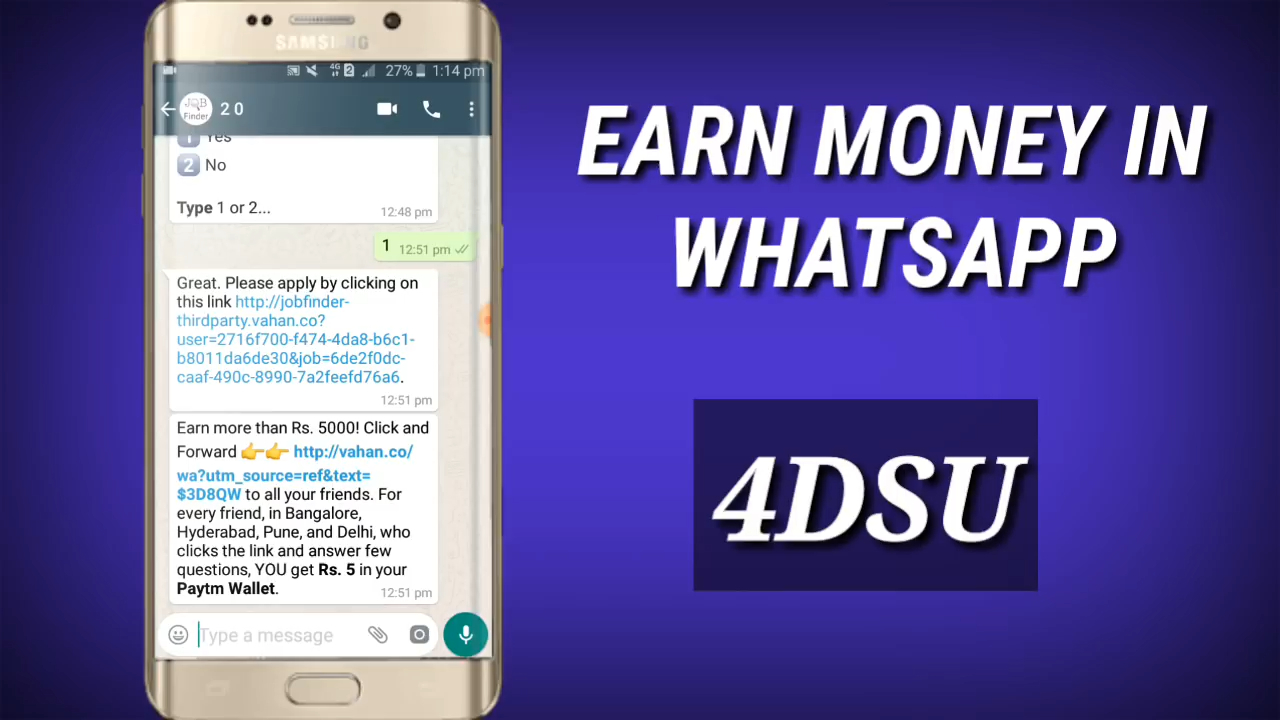 SAMSUNG
4G 2 27% 1:14 pm
JOB
Finder
2 0
1 Yes
2 No
Type 1 or 2...
12:48 pm
1 12:51 pm
Great. Please apply by clicking on
this link http://jobfinder-
thirdparty.vahan.co?
user=2716f700-f474-4da8-b6c1-
b8011da6de30&job=6de2f0dc-
caaf-490c-8990-7a2feefd76a6.
12:51 pm
Earn more than Rs. 5000! Click and
Forward 👉👉 http://vahan.co/
wa?utm_source=ref&text=
$3D8QW to all your friends. For
every friend, in Bangalore,
Hyderabad, Pune, and Delhi, who
clicks the link and answer few
questions, YOU get Rs. 5 in your
Paytm Wallet.
12:51 pm
Type a message
EARN MONEY IN
WHATSAPP
4DSU